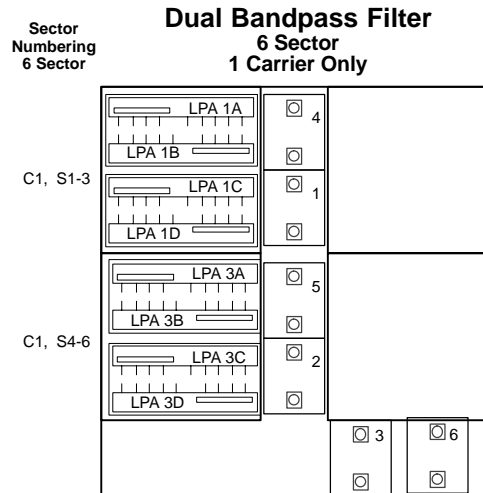 Dual Bandpass Filter
6 Sector
1 Carrier Only
Sector
Numbering
6 Sector
LPA 1A
4
LPA 1B
C1, S1-3
LPA 1C
1
LPA 1D
LPA 3A
5
LPA 3B
C1, S4-6
LPA 3C
2
LPA 3D
3
6